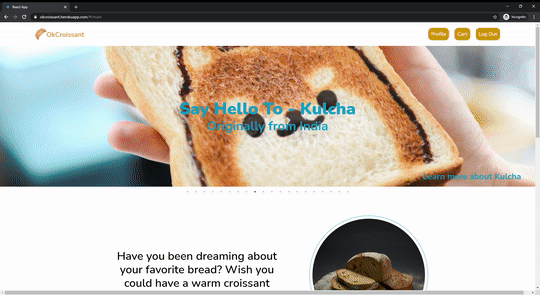 React App
Incognito
okcroissant.herokuapp.com/#/main
OkCroissant
Profile
Cart
Log Out
Say Hello To - Kulcha
Originally from India
Learn more about Kulcha
Have you been dreaming about
your favorite bread? Wish you
could have a warm croissant